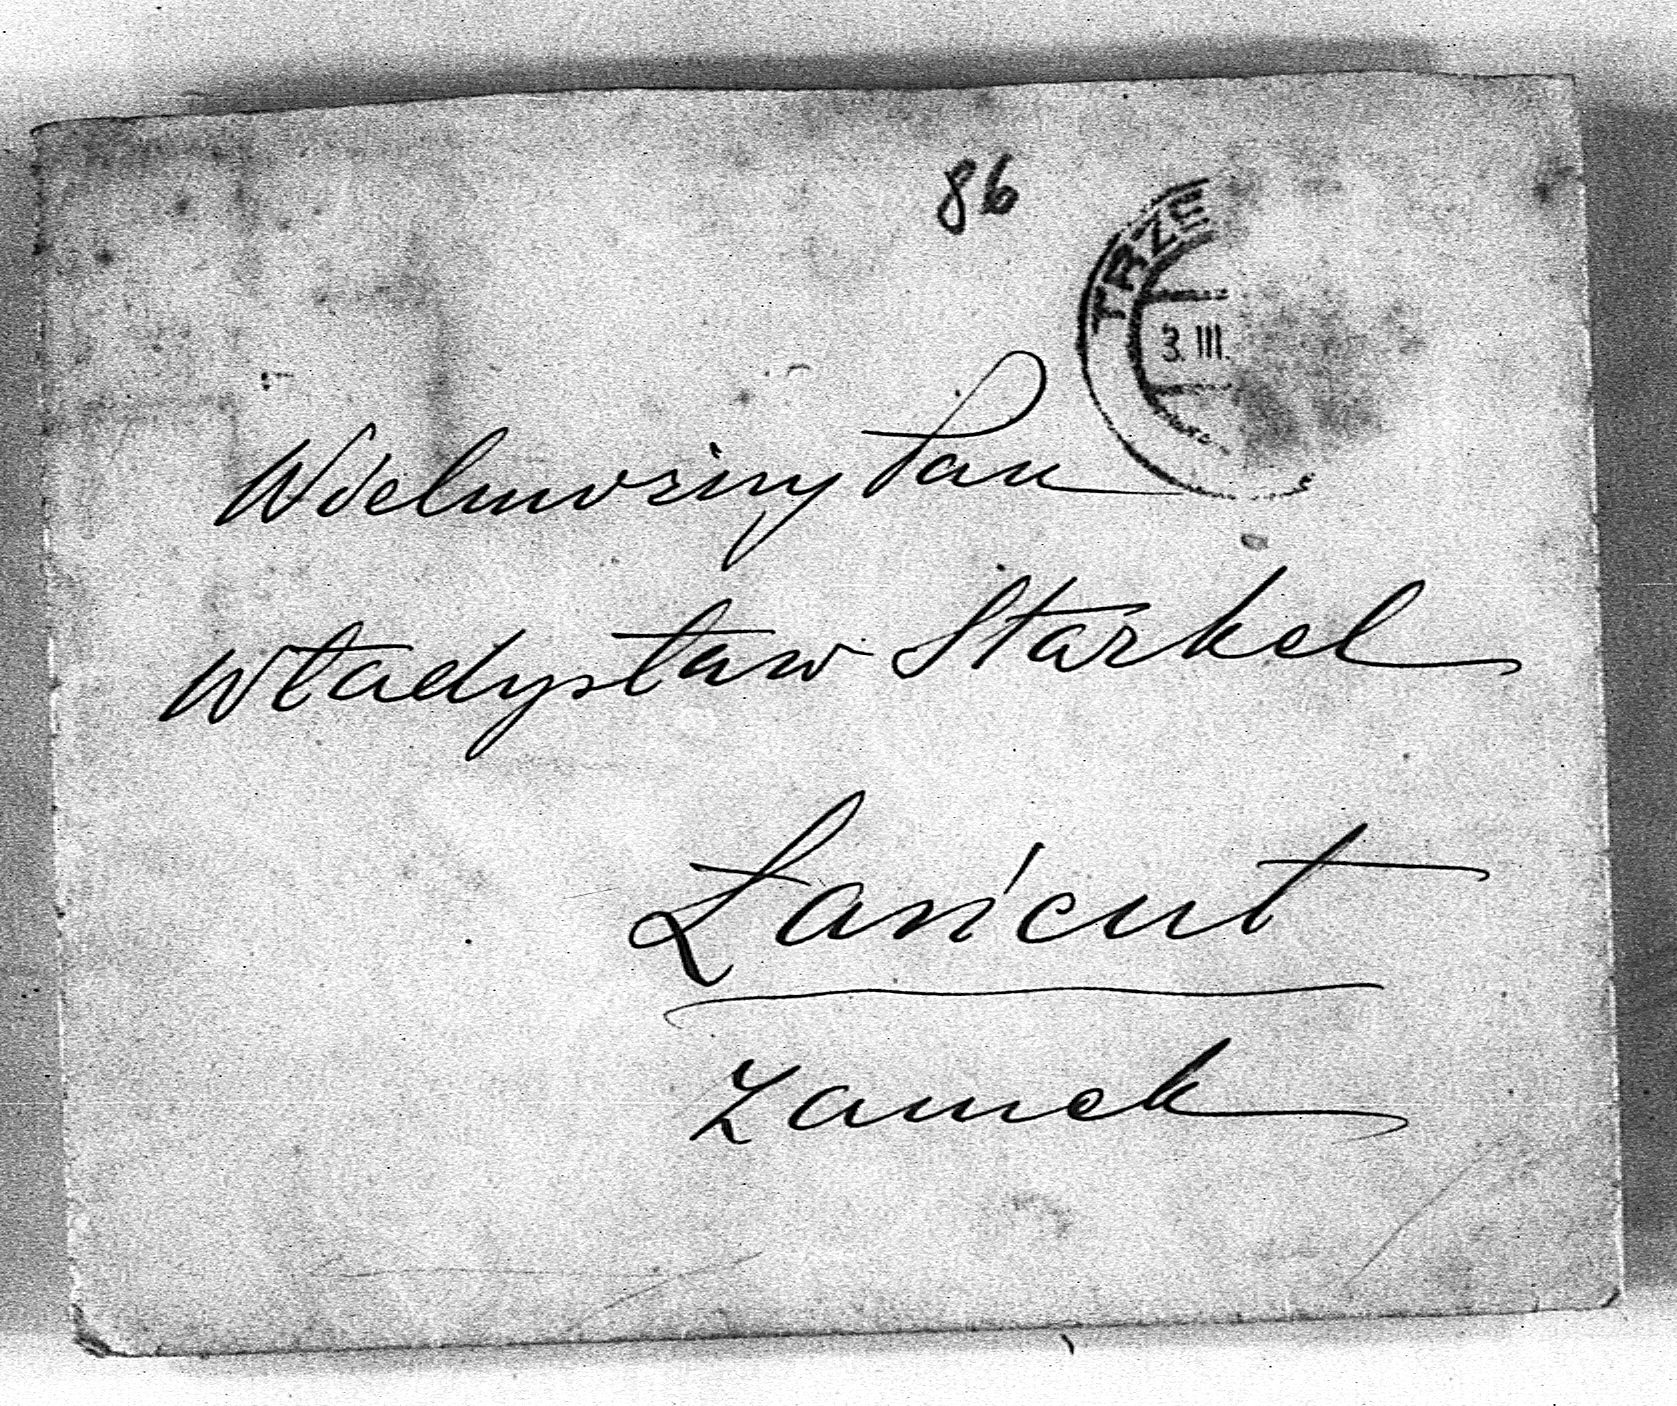 86
TRZE
3.III.
Wielmożny Pan
Władysław Starkel
Łańcut
Zamek